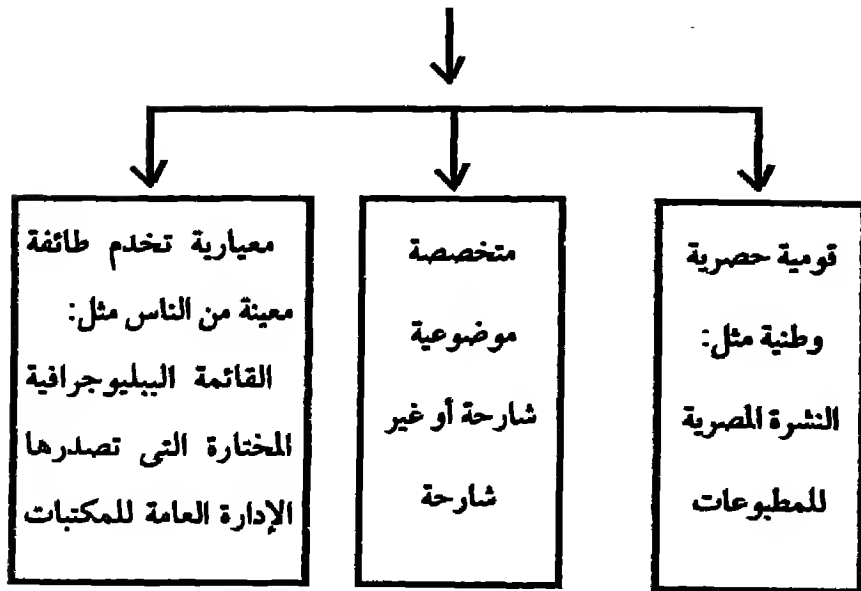 قومية حصرية
وطنية مثل:
النشرة المصرية
للمطبوعات
متخصصة
موضوعية
شارحة أو غير
شارحة
معيارية تخدم طائفة
معينة من الناس مثل:
القائمة الببليوجرافية
المختارة التى تصدرها
الإدارة العامة للمكتبات